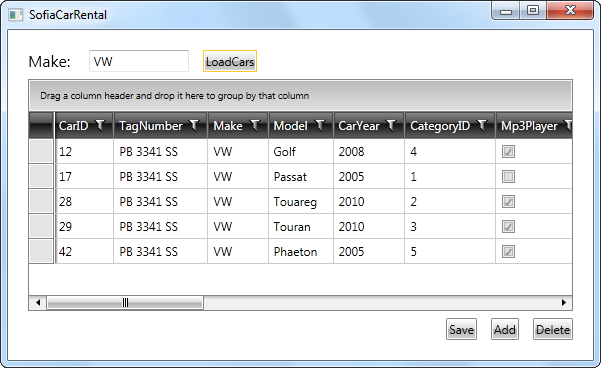 SofiaCarRental
Make: VW LoadCars
Drag a column header and drop it here to group by that column
CarID TagNumber Make Model CarYear CategoryID Mp3Player
12 PB 3341 SS VW Golf 2008 4
17 PB 3341 SS VW Passat 2005 1
28 PB 3341 SS VW Touareg 2010 2
29 PB 3341 SS VW Touran 2010 3
42 PB 3341 SS VW Phaeton 2005 5
Save Add Delete